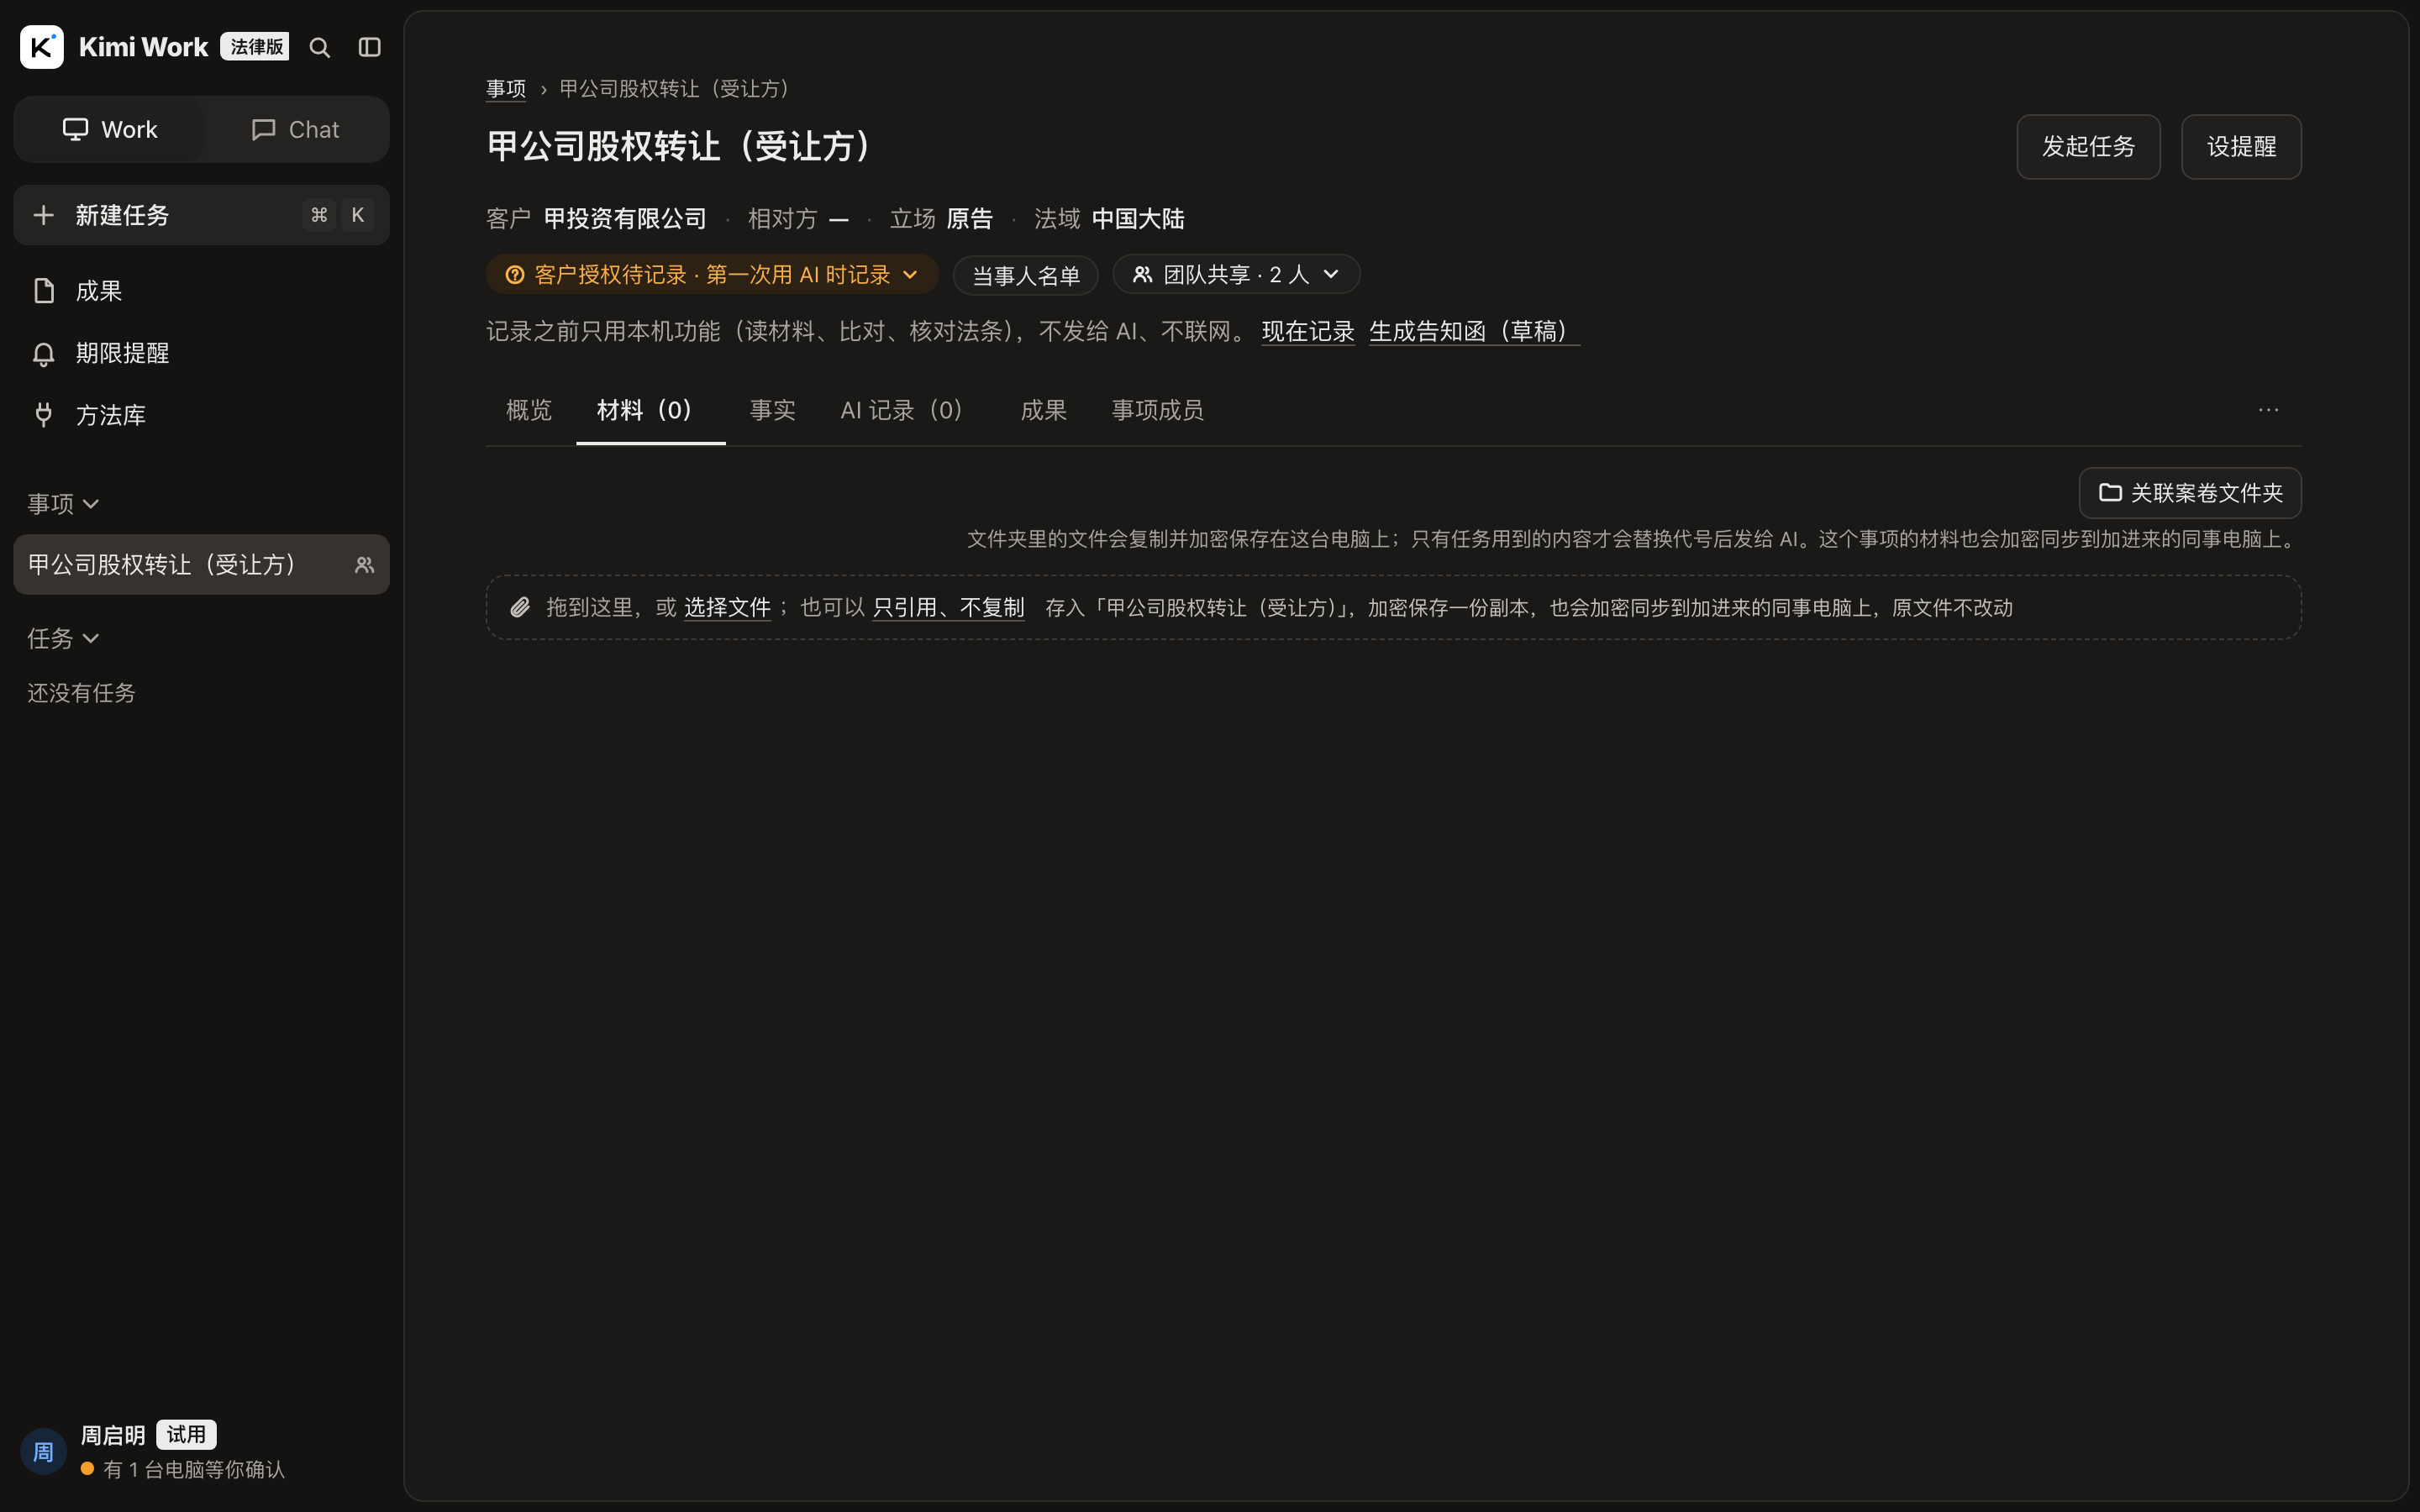 Kimi Work 法律版
Work
Chat
新建任务 ⌘ K
成果
期限提醒
方法库
事项
甲公司股权转让（受让方）
任务
还没有任务
周 周启明 试用
有 1 台电脑等你确认
事项 › 甲公司股权转让（受让方）
甲公司股权转让（受让方）
发起任务
设提醒
客户 甲投资有限公司 · 相对方 — · 立场 原告 · 法域 中国大陆
客户授权待记录 · 第一次用 AI 时记录
当事人名单
团队共享 · 2 人
记录之前只用本机功能（读材料、比对、核对法条），不发给 AI、不联网。 现在记录 生成告知函（草稿）
概览 材料（0） 事实 AI 记录（0） 成果 事项成员 ···
关联案卷文件夹
文件夹里的文件会复制并加密保存在这台电脑上；只有任务用到的内容才会替换代号后发给 AI。这个事项的材料也会加密同步到加进来的同事电脑上。
拖到这里，或 选择文件 ；也可以 只引用、不复制 存入「甲公司股权转让（受让方）」，加密保存一份副本，也会加密同步到加进来的同事电脑上，原文件不改动